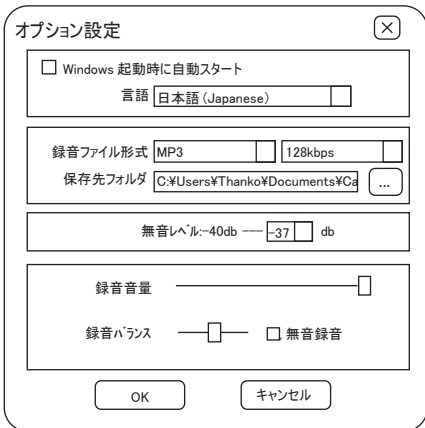 オプション設定
Windows 起動時に自動スタート
言語 日本語 (Japanese)
録音ファイル形式 MP3 128kbps
保存先フォルダ C:¥Users¥Thanko¥Documents¥Ca ...
無音ﾚﾍﾞﾙ:-40db --- -37 db
録音音量
録音ﾊﾞﾗﾝｽ 無音録音
OK キャンセル